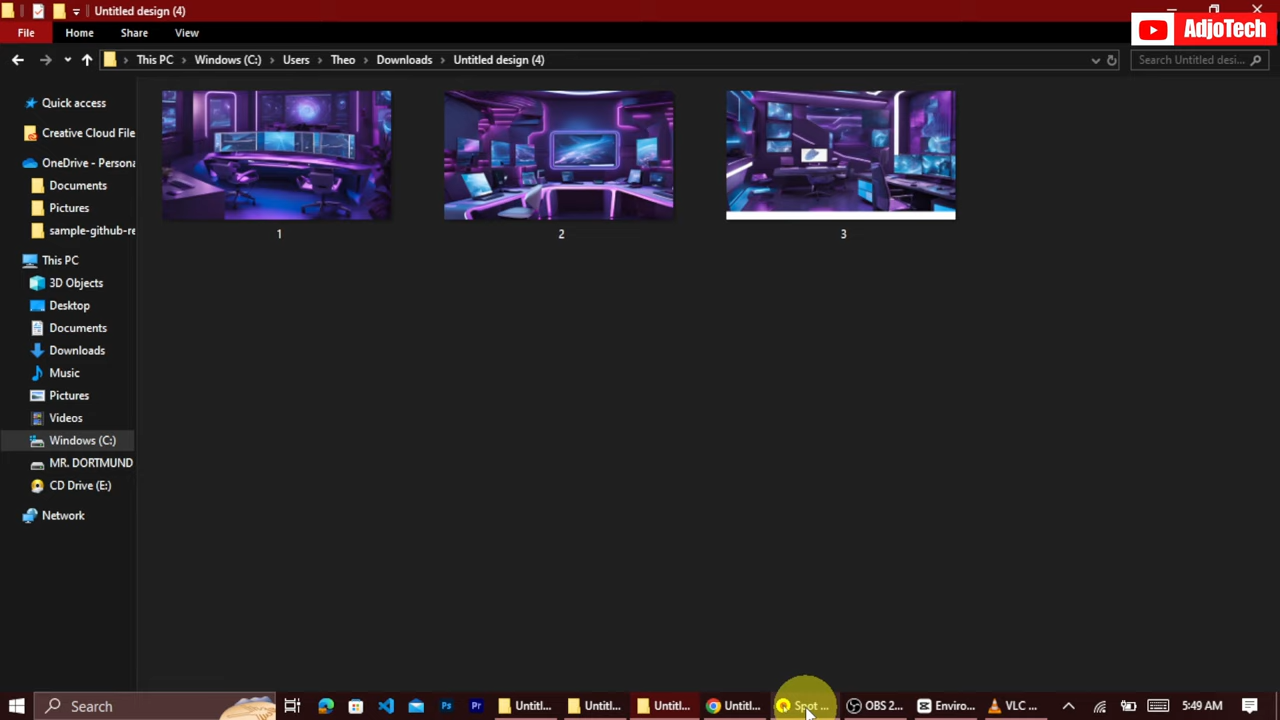 Untitled design (4)
AdjoTech
File
Home
Share
View
This PC
Windows (C:)
Users
Theo
Downloads
Untitled design (4)
Search Untitled desi...
Quick access
Creative Cloud File
OneDrive - Persona
Documents
Pictures
sample-github-re
This PC
3D Objects
Desktop
Documents
Downloads
Music
Pictures
Videos
Windows (C:)
MR. DORTMUND
CD Drive (E:)
Network
1
2
3
Search
Untitl...
Untitl...
Untitl...
Untitl...
Spot ...
OBS 2...
Enviro...
VLC ...
5:49 AM